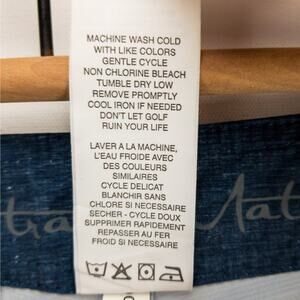 MACHINE WASH COLD
WITH LIKE COLORS
GENTLE CYCLE
NON CHLORINE BLEACH
TUMBLE DRY LOW
REMOVE PROMPTLY
COOL IRON IF NEEDED
DON'T LET GOLF
RUIN YOUR LIFE
LAVER A LA MACHINE,
L'EAU FROIDE AVEC
DES COULEURS
SIMILAIRES
CYCLE DELICAT
BLANCHIR SANS
CHLORE SI NECESSAIRE
SECHER - CYCLE DOUX
SUPPRIMER RAPIDEMENT
REPASSER AU FER
FROID SI NECESSAIRE